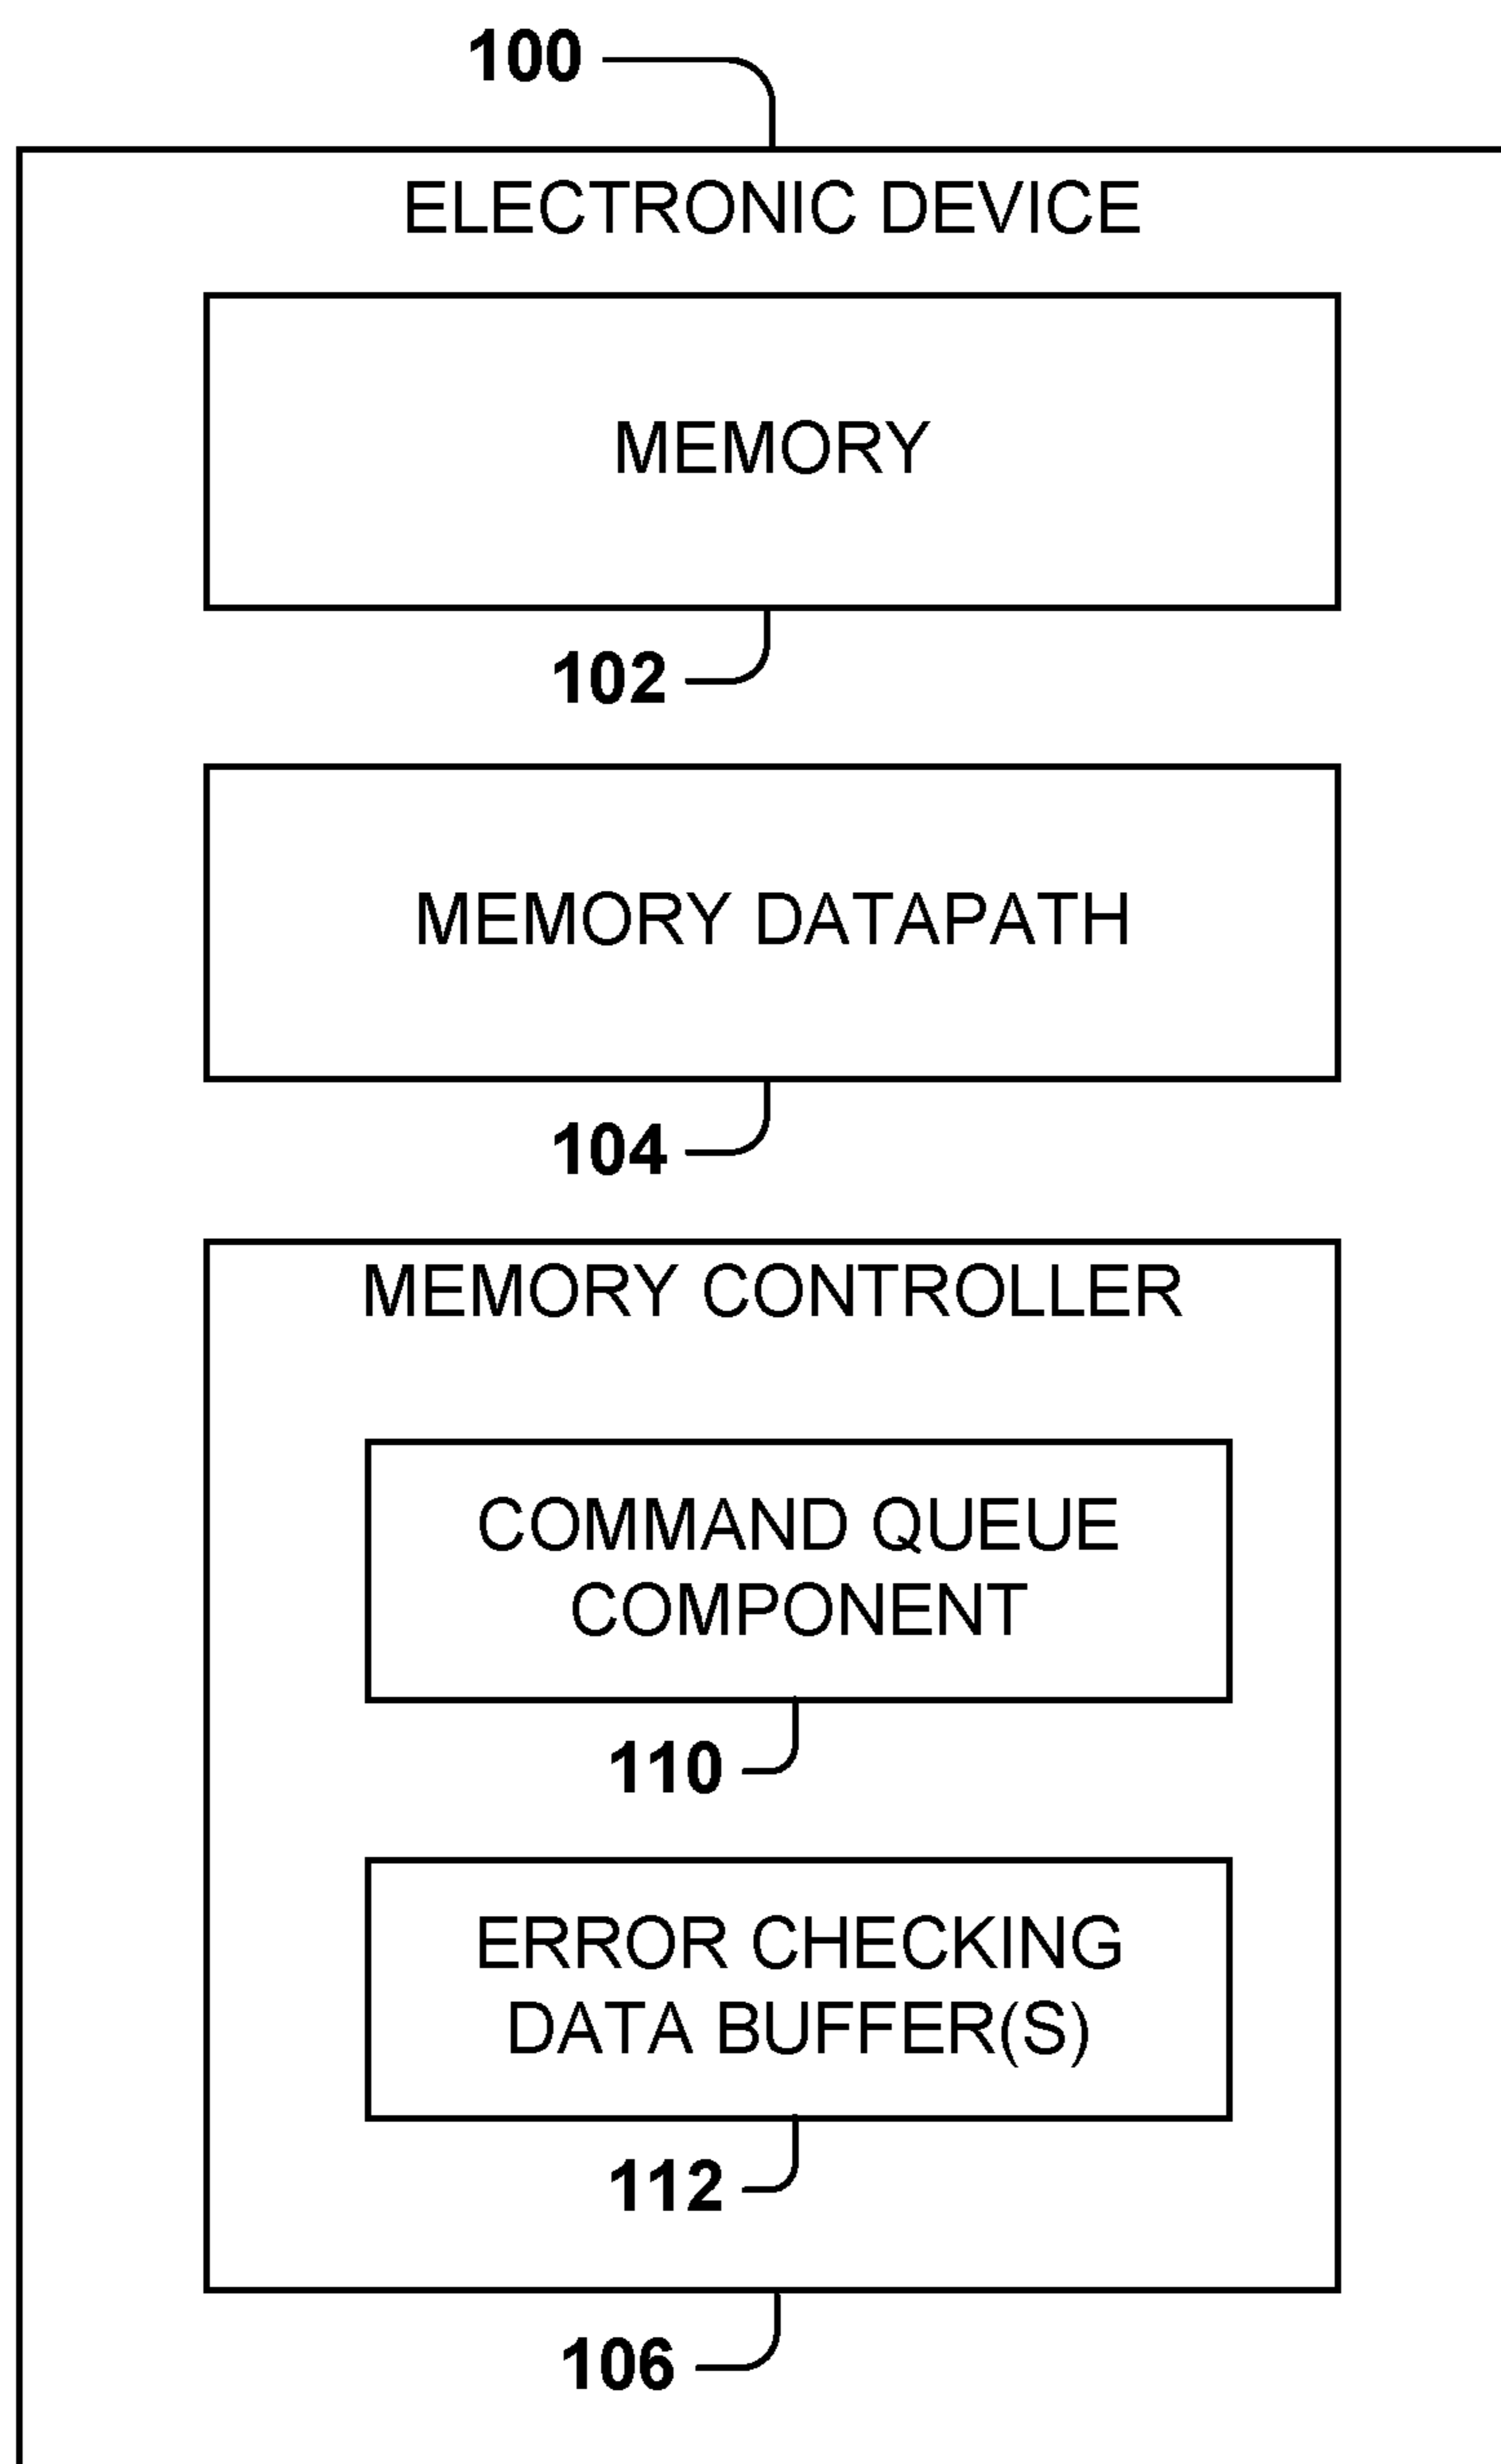 100
ELECTRONIC DEVICE
MEMORY
102
MEMORY DATAPATH
104
MEMORY CONTROLLER
COMMAND QUEUE
COMPONENT
110
ERROR CHECKING
DATA BUFFER(S)
112
106